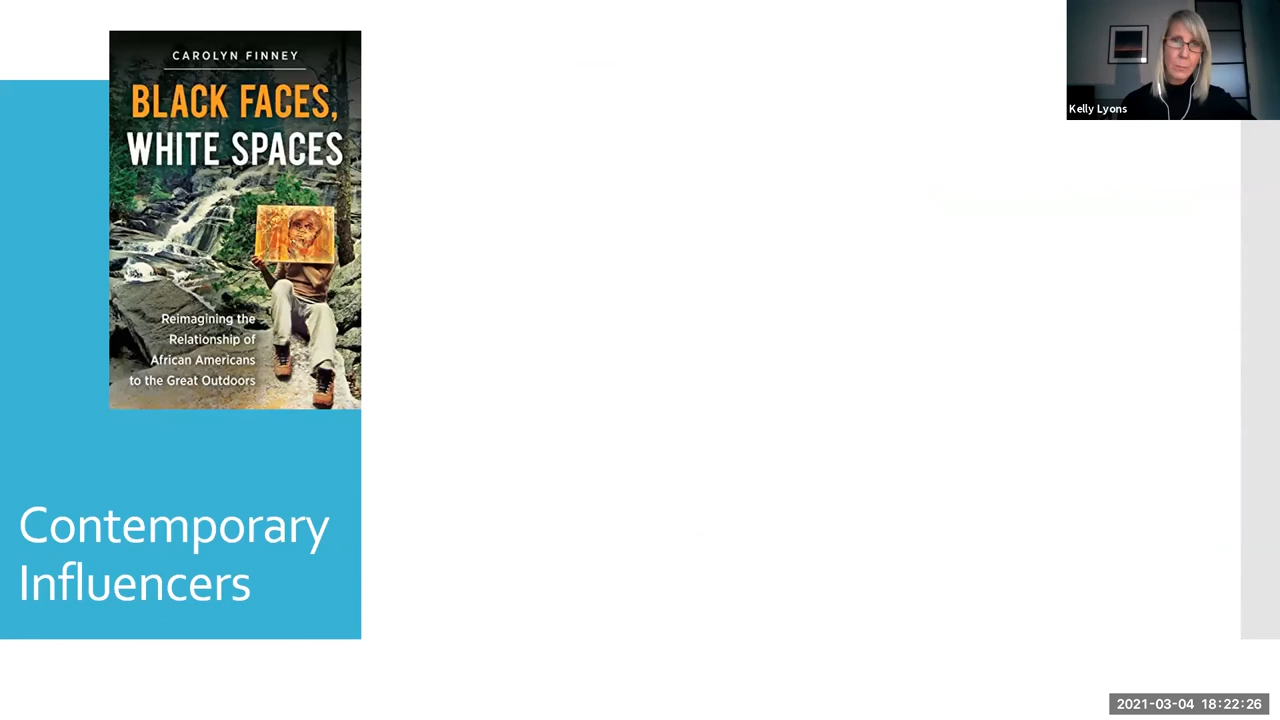 CAROLYN FINNEY
BLACK FACES,
WHITE SPACES
Reimagining the
Relationship of
African Americans
to the Great Outdoors
Contemporary
Influencers
Kelly Lyons
2021-03-04 18:22:26